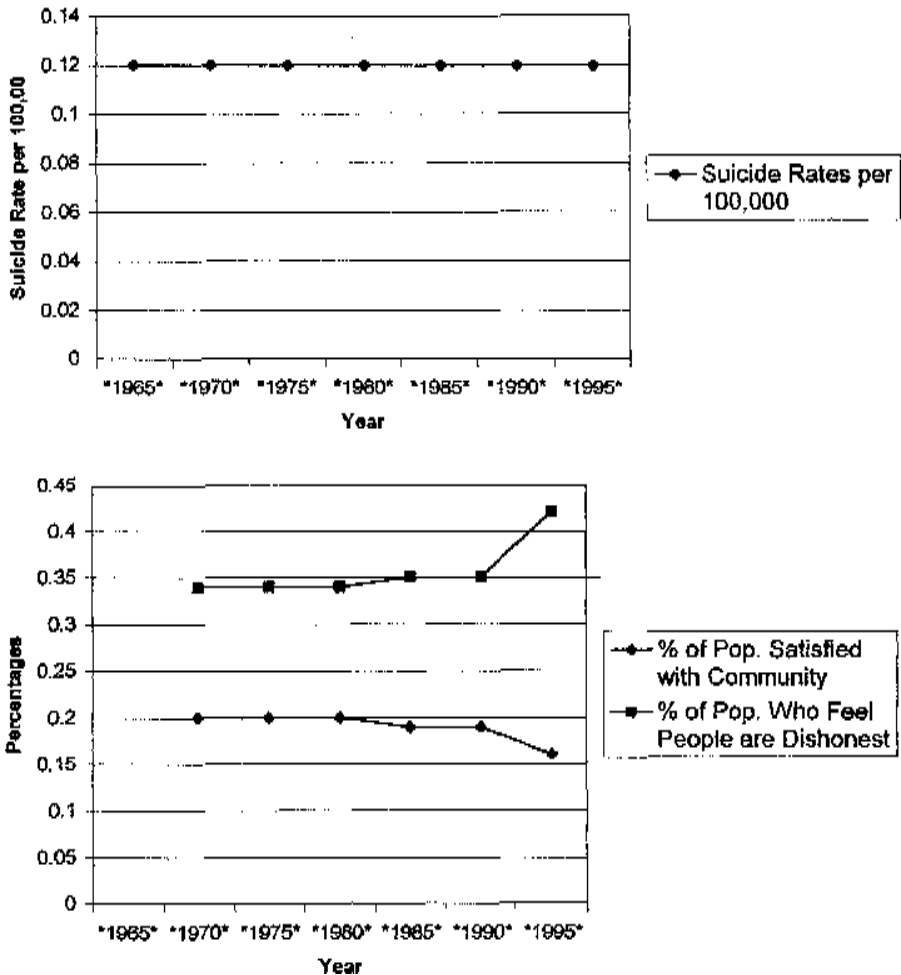 0.14
0.12
0.1
0.08
0.06
0.04
0.02
0
Suicide Rate per 100,00
*1965* *1970* *1975* *1980* *1985* *1990* *1995*
Year
Suicide Rates per
100,000
0.45
0.4
0.35
0.3
0.25
0.2
0.15
0.1
0.05
0
Percentages
*1965* *1970* *1975* *1980* *1985* *1990* *1995*
Year
% of Pop. Satisfied
with Community
% of Pop. Who Feel
People are Dishonest